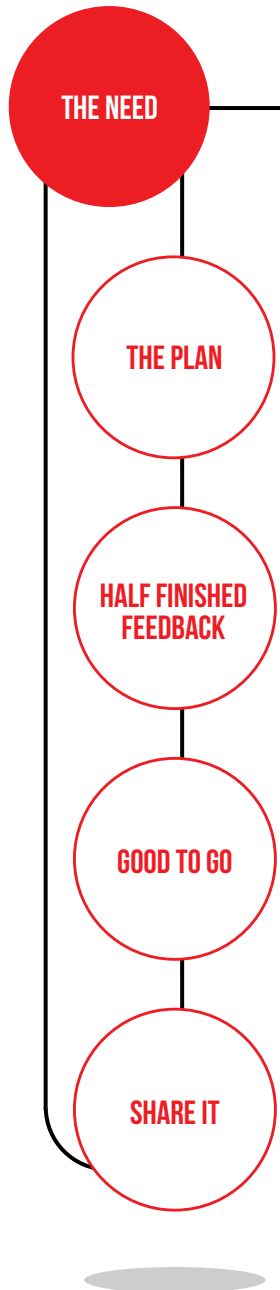 THE NEED
THE PLAN
HALF FINISHED
FEEDBACK
GOOD TO GO
SHARE IT